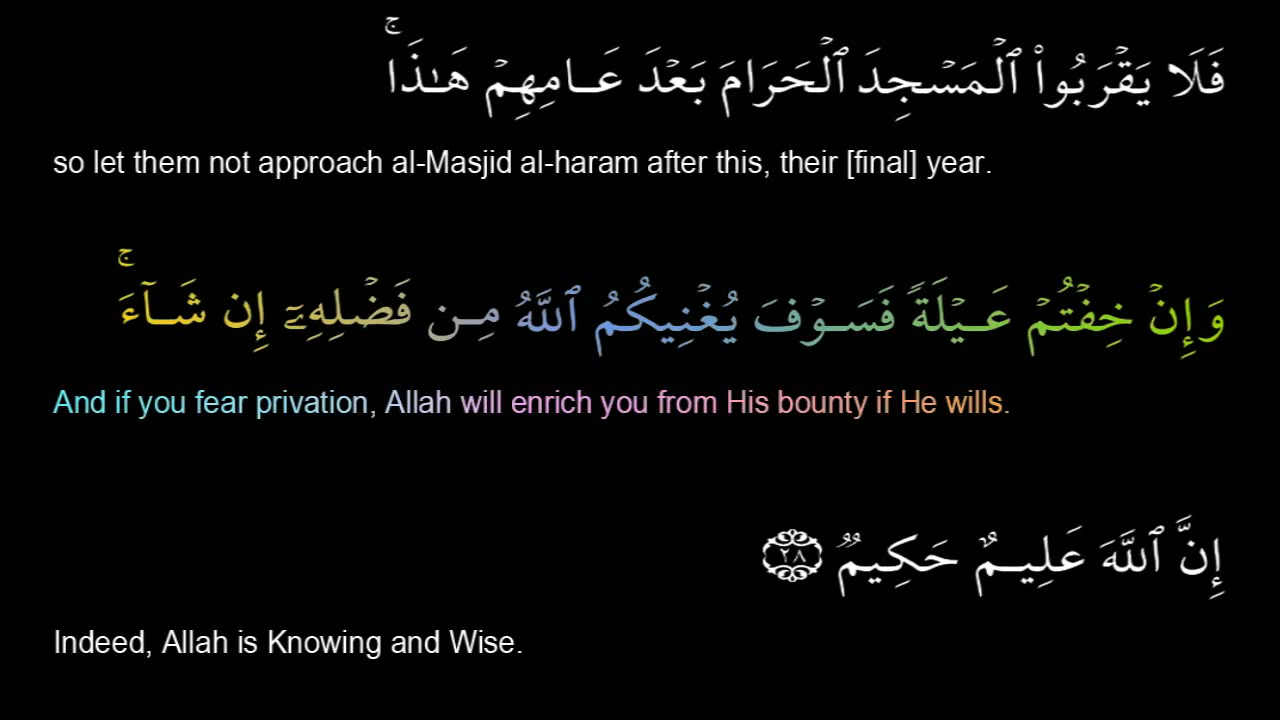 فَلَا يَقۡرَبُواْ ٱلۡمَسۡجِدَ ٱلۡحَرَامَ بَعۡدَ عَامِهِمۡ هَٰذَاۚ
so let them not approach al-Masjid al-haram after this, their [final] year.
وَإِنۡ خِفۡتُمۡ عَيۡلَةٗ فَسَوۡفَ يُغۡنِيكُمُ ٱللَّهُ مِن فَضۡلِهِۦٓ إِن شَآءَۚ
And if you fear privation, Allah will enrich you from His bounty if He wills.
إِنَّ ٱللَّهَ عَلِيمٌ حَكِيمٞ ٢٨
Indeed, Allah is Knowing and Wise.